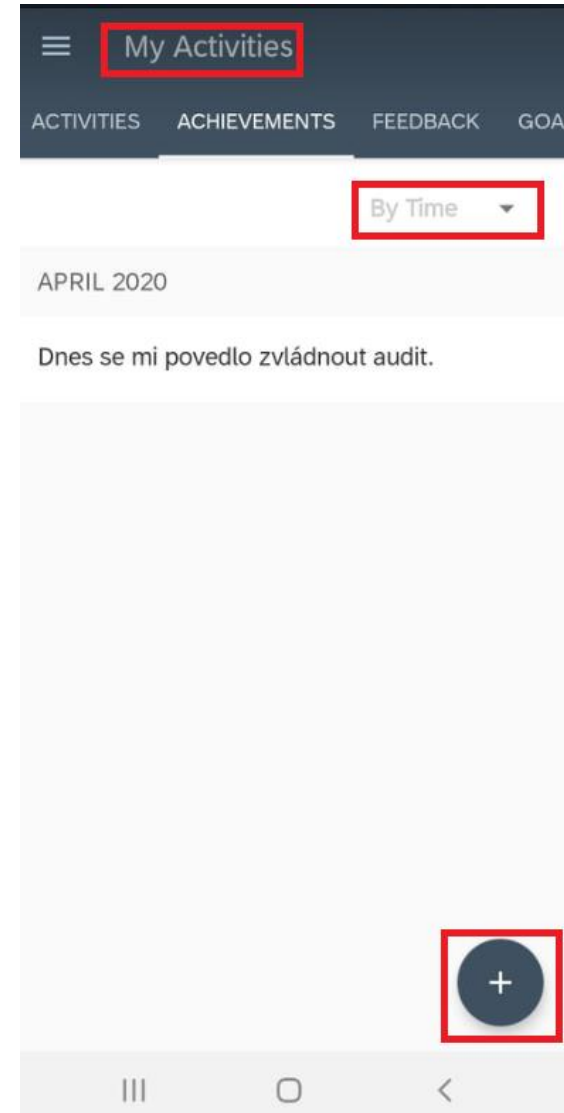 My Activities
ACTIVITIES ACHIEVEMENTS FEEDBACK GOA
By Time
APRIL 2020
Dnes se mi povedlo zvládnout audit.
+